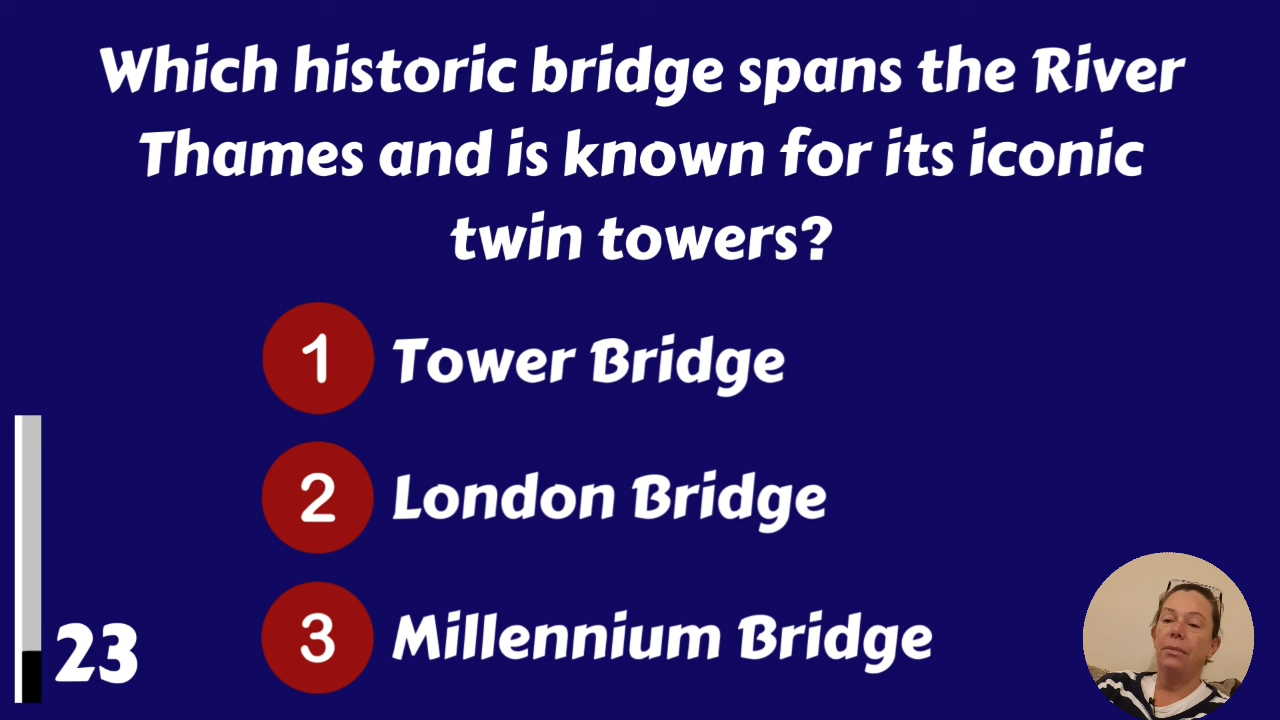 Which historic bridge spans the River
Thames and is known for its iconic
twin towers?
1 Tower Bridge
2 London Bridge
3 Millennium Bridge
23